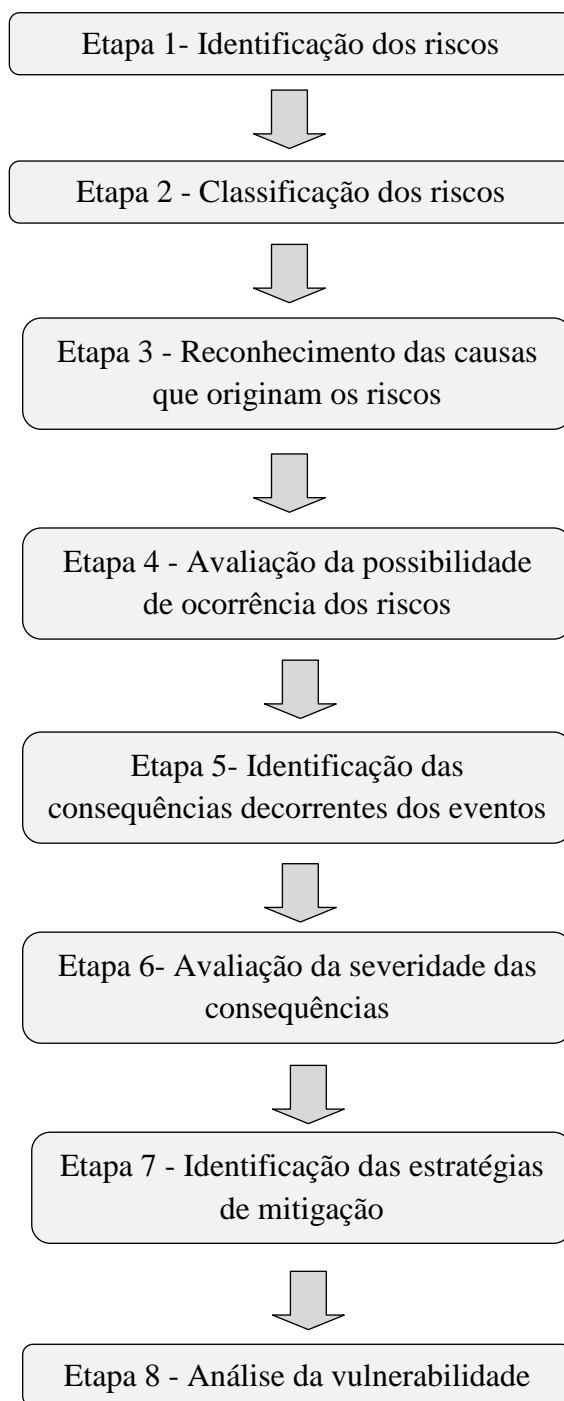 Etapa 1- Identificação dos riscos
Etapa 2 - Classificação dos riscos
Etapa 3 - Reconhecimento das causas
que originam os riscos
Etapa 4 - Avaliação da possibilidade
de ocorrência dos riscos
Etapa 5- Identificação das
consequências decorrentes dos eventos
Etapa 6- Avaliação da severidade das
consequências
Etapa 7 - Identificação das estratégias
de mitigação
Etapa 8 - Análise da vulnerabilidade